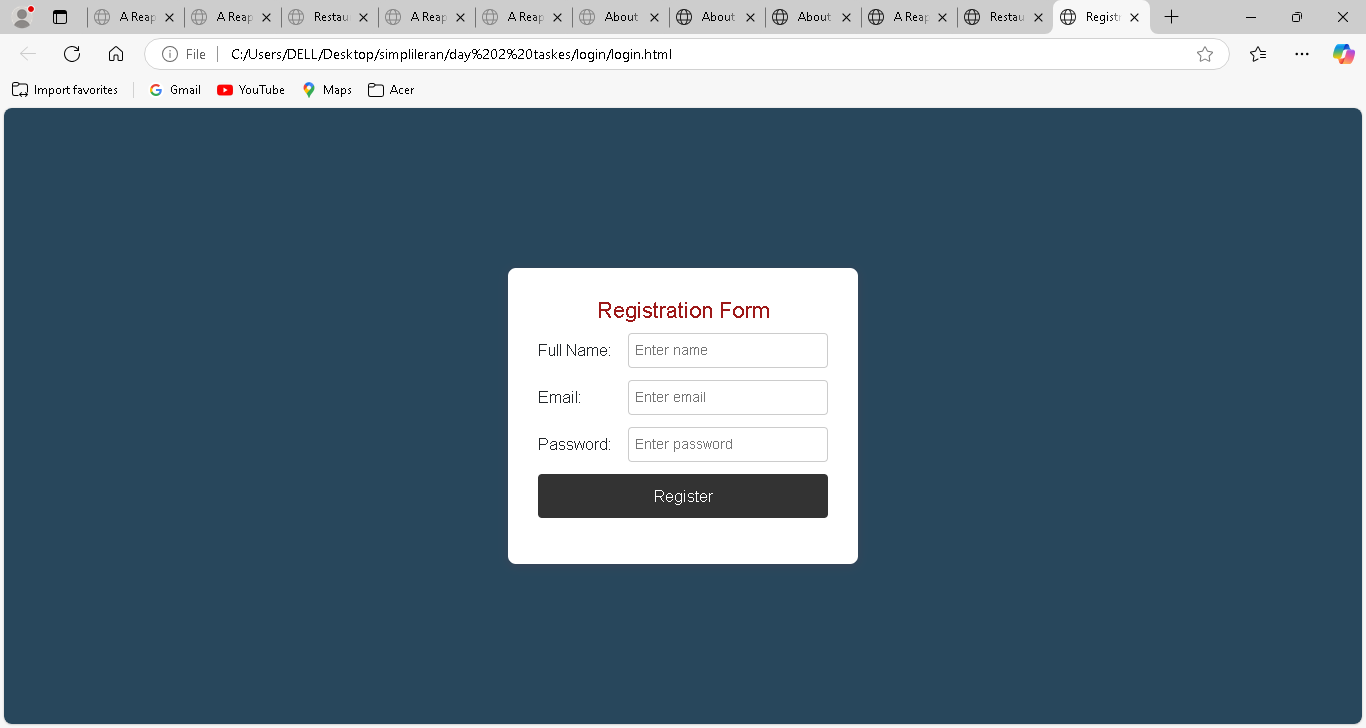 A Reap A Reap Restau A Reap A Reap About About About A Reap Restau Registr
File C:/Users/DELL/Desktop/simplileran/day%202%20taskes/login/login.html
Import favorites Gmail YouTube Maps Acer
Registration Form
Full Name: Enter name
Email: Enter email
Password: Enter password
Register